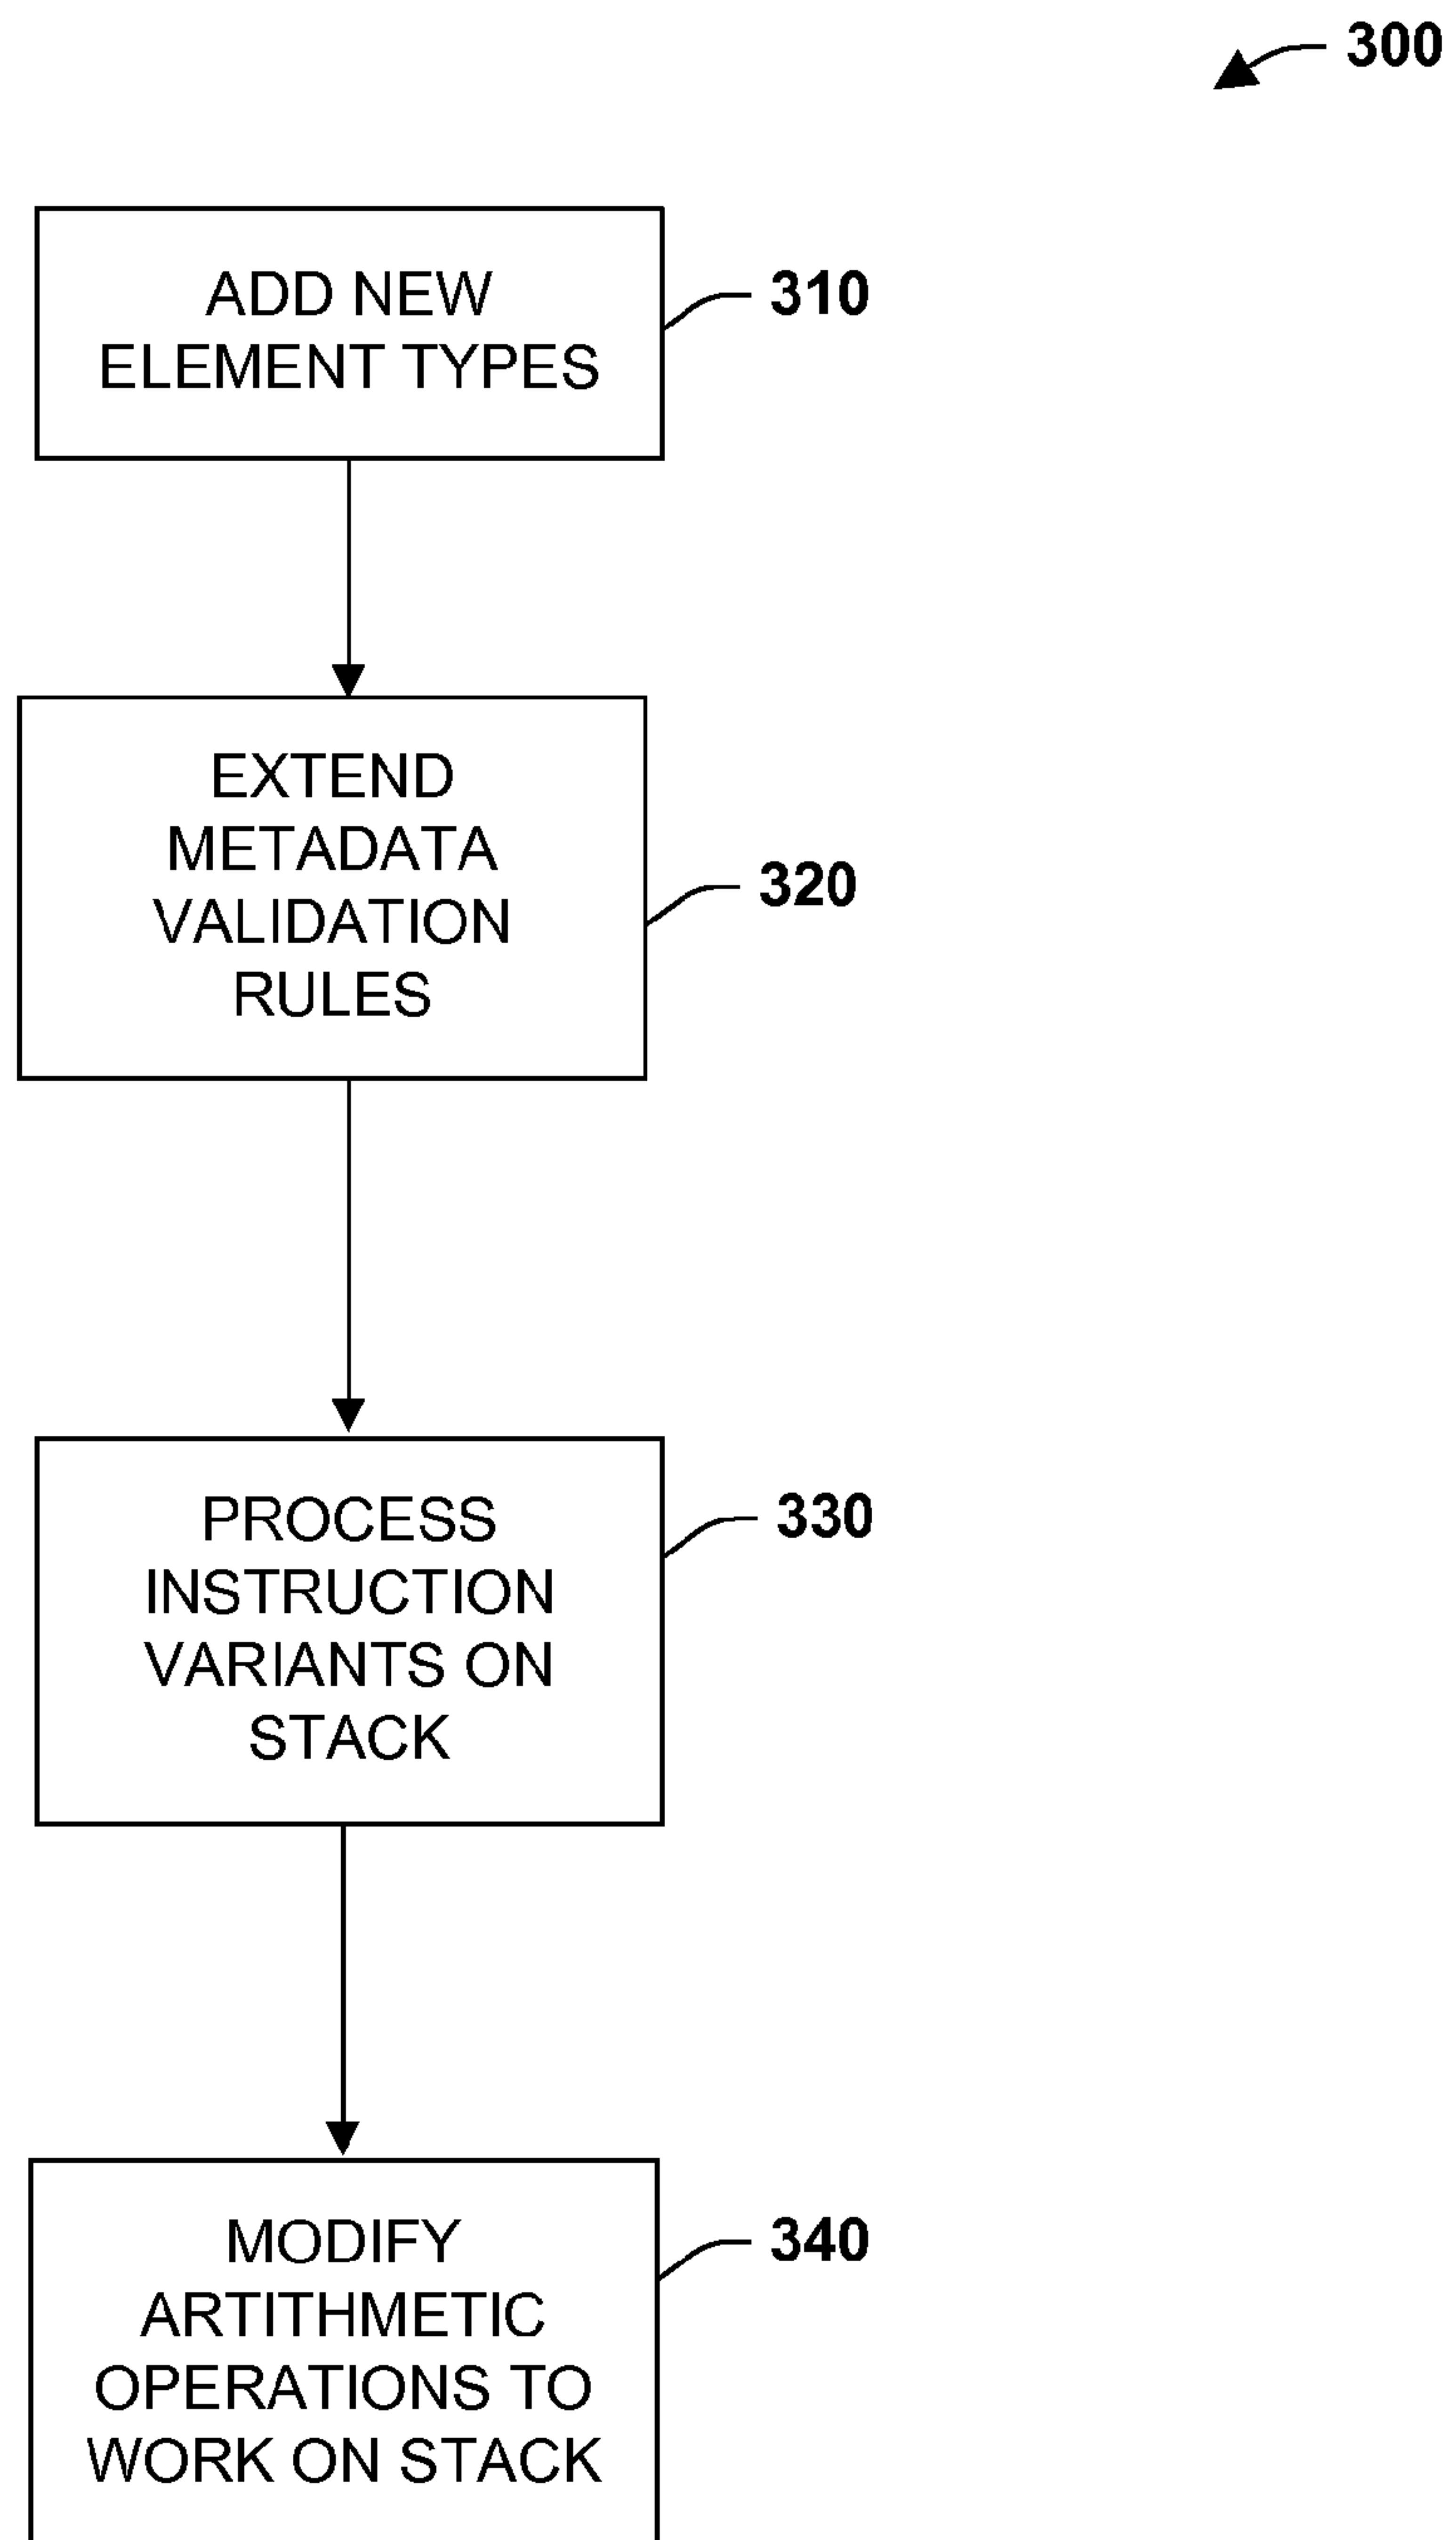 300
ADD NEW
ELEMENT TYPES
310
EXTEND
METADATA
VALIDATION
RULES
320
PROCESS
INSTRUCTION
VARIANTS ON
STACK
330
MODIFY
ARTITHMETIC
OPERATIONS TO
WORK ON STACK
340